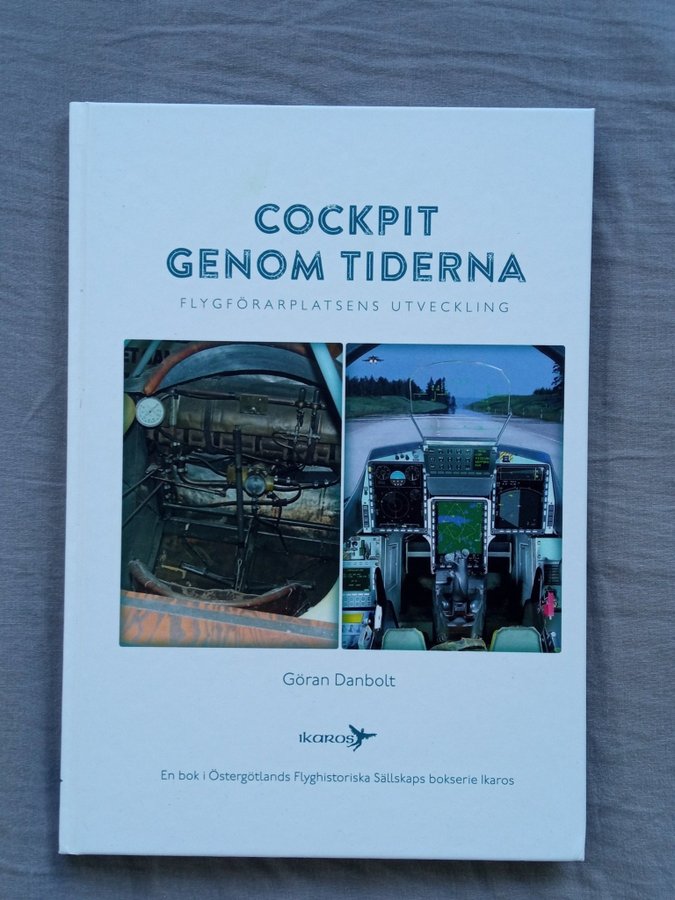 COCKPIT
GENOM TIDERNA
FLYGFÖRARPLATSENS UTVECKLING
Göran Danbolt
IKAROS
En bok i Östergötlands Flyghistoriska Sällskaps bokserie Ikaros